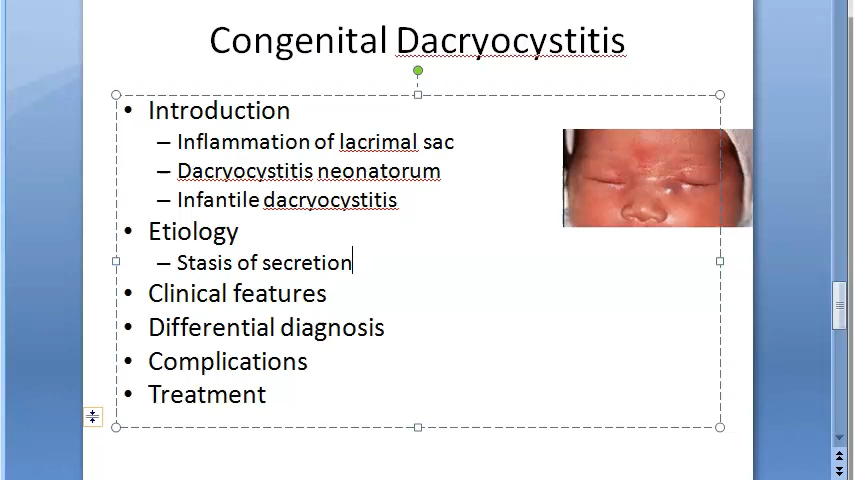 Congenital Dacryocystitis
• Introduction
– Inflammation of lacrimal sac
– Dacryocystitis neonatorum
– Infantile dacryocystitis
• Etiology
– Stasis of secretion
• Clinical features
• Differential diagnosis
• Complications
• Treatment